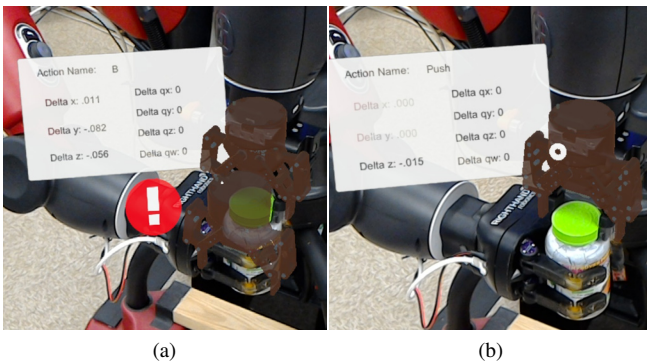 Action Name: B
Delta x: .011
Delta y: -.082
Delta z: -.056
Delta qx: 0
Delta qy: 0
Delta qz: 0
Delta qw: 0
RIGHTHAND
Action Name: Push
Delta x: .000
Delta y: .000
Delta z: -.015
Delta qx: 0
Delta qy: 0
Delta qz: 0
Delta qw: 0
RIGHTHAND
(a)
(b)